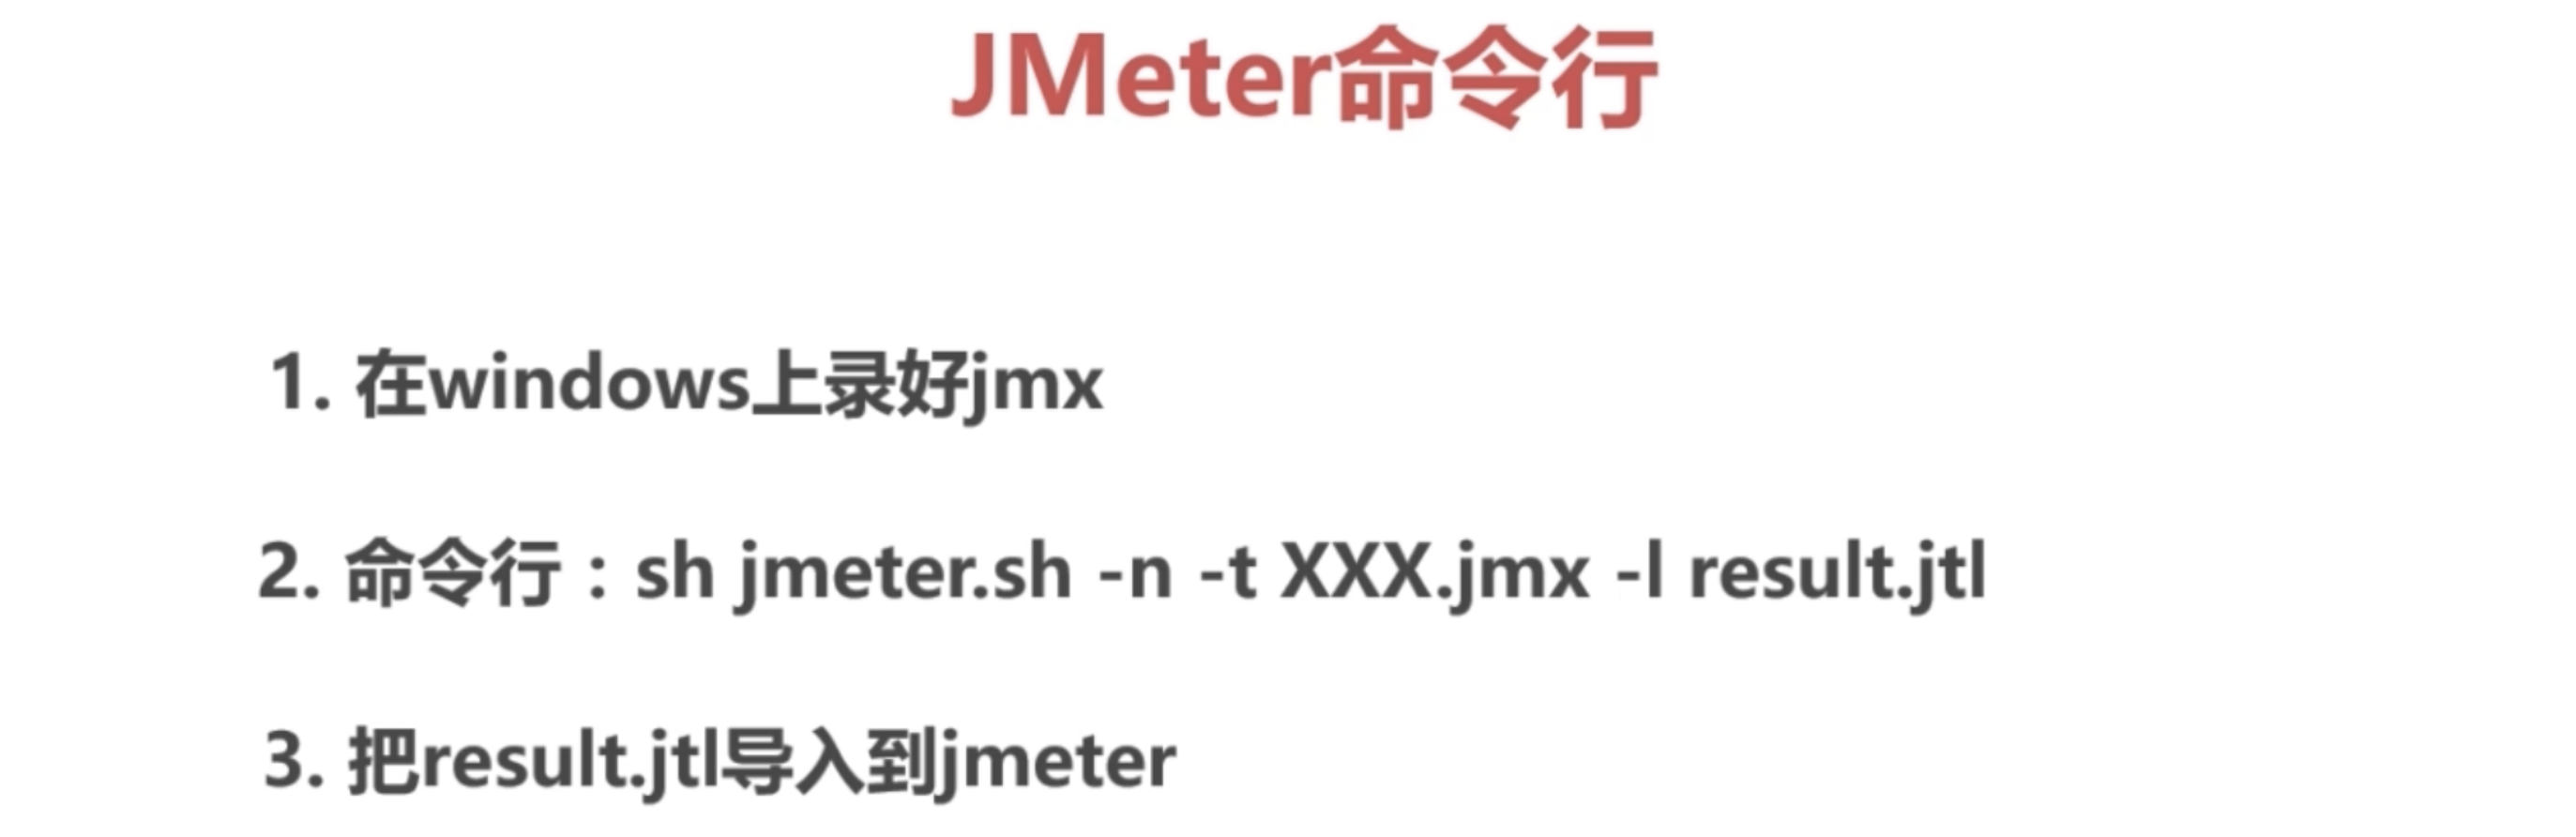 JMeter命令行
1. 在windows上录好jmx
2. 命令行：sh jmeter.sh -n -t XXX.jmx -l result.jtl
3. 把result.jtl导入到jmeter